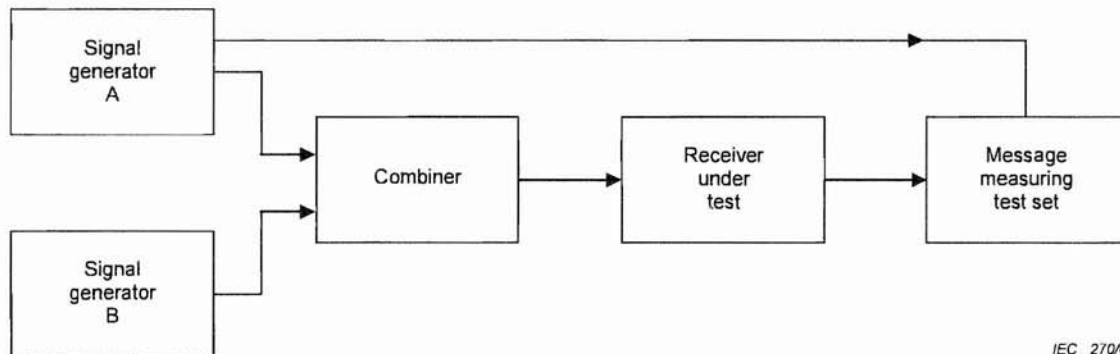 Signal
generator
A
Combiner
Receiver
under
test
Message
measuring
test set
Signal
generator
B
IEC 270/